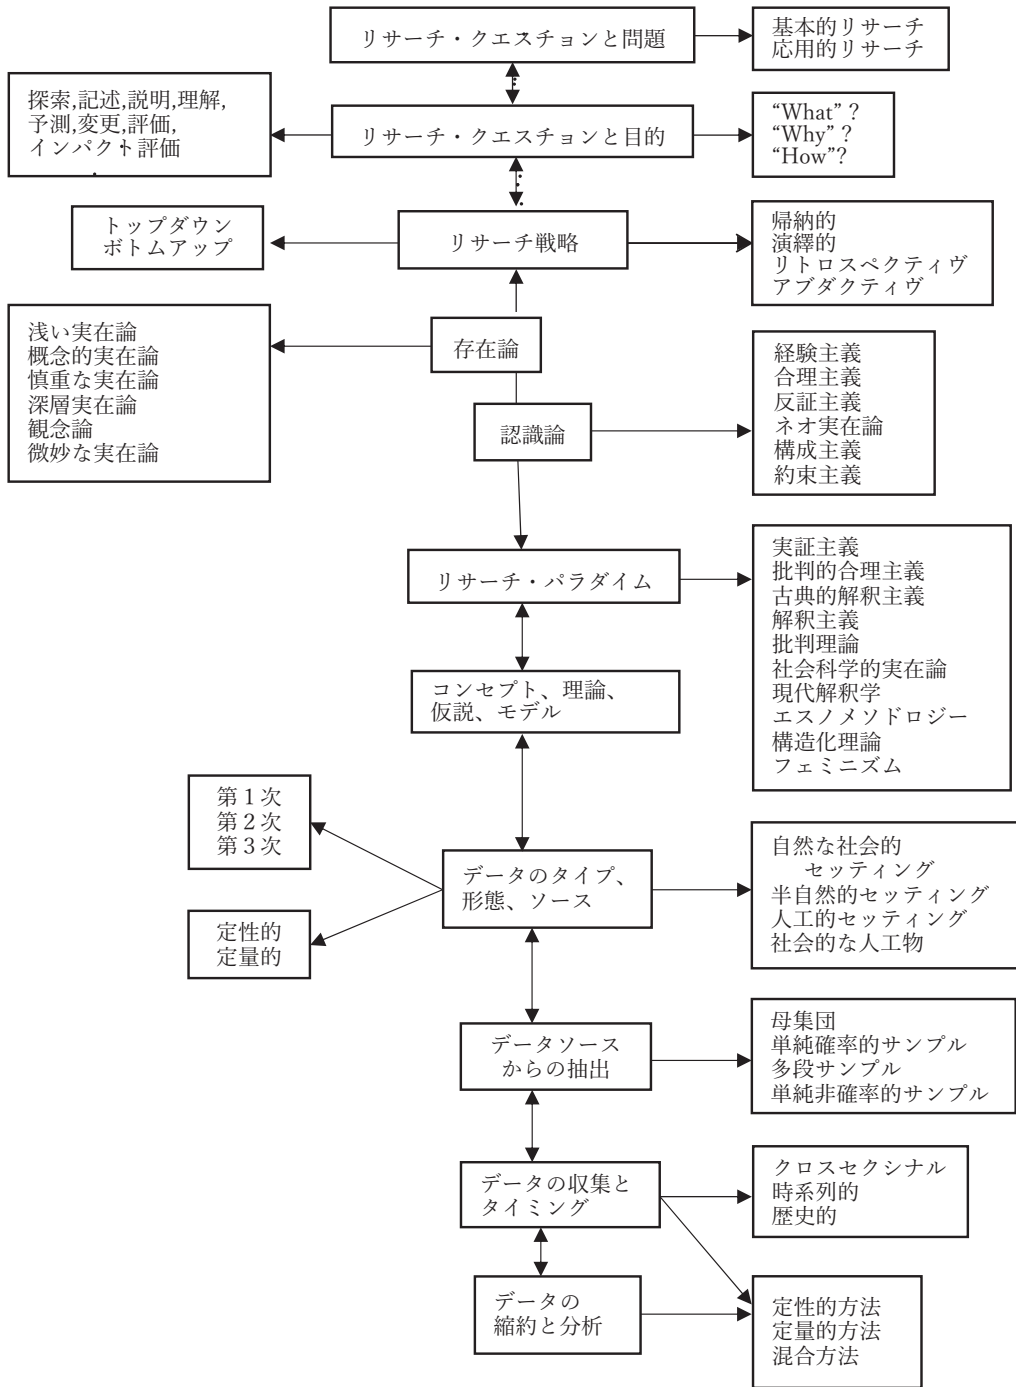 リサーチ・クエスチョンと問題
基本的リサーチ
応用的リサーチ
探索,記述,説明,理解,
予測,変更,評価,
インパクト評価
リサーチ・クエスチョンと目的
“What”？
“Why”？
“How”?
トップダウン
ボトムアップ
リサーチ戦略
帰納的
演繹的
リトロスペクティヴ
アブダクティヴ
浅い実在論
概念的実在論
慎重な実在論
深層実在論
観念論
微妙な実在論
存在論
認識論
経験主義
合理主義
反証主義
ネオ実在論
構成主義
約束主義
リサーチ・パラダイム
実証主義
批判的合理主義
古典的解釈主義
解釈主義
批判理論
社会科学的実在論
現代解釈学
エスノメソドロジー
構造化理論
フェミニズム
コンセプト、理論、
仮説、モデル
第１次
第２次
第３次
定性的
定量的
データのタイプ、
形態、ソース
自然な社会的
セッティング
半自然的セッティング
人工的セッティング
社会的な人工物
データソース
からの抽出
母集団
単純確率的サンプル
多段サンプル
単純非確率的サンプル
データの収集と
タイミング
クロスセクシナル
時系列的
歴史的
データの
縮約と分析
定性的方法
定量的方法
混合方法